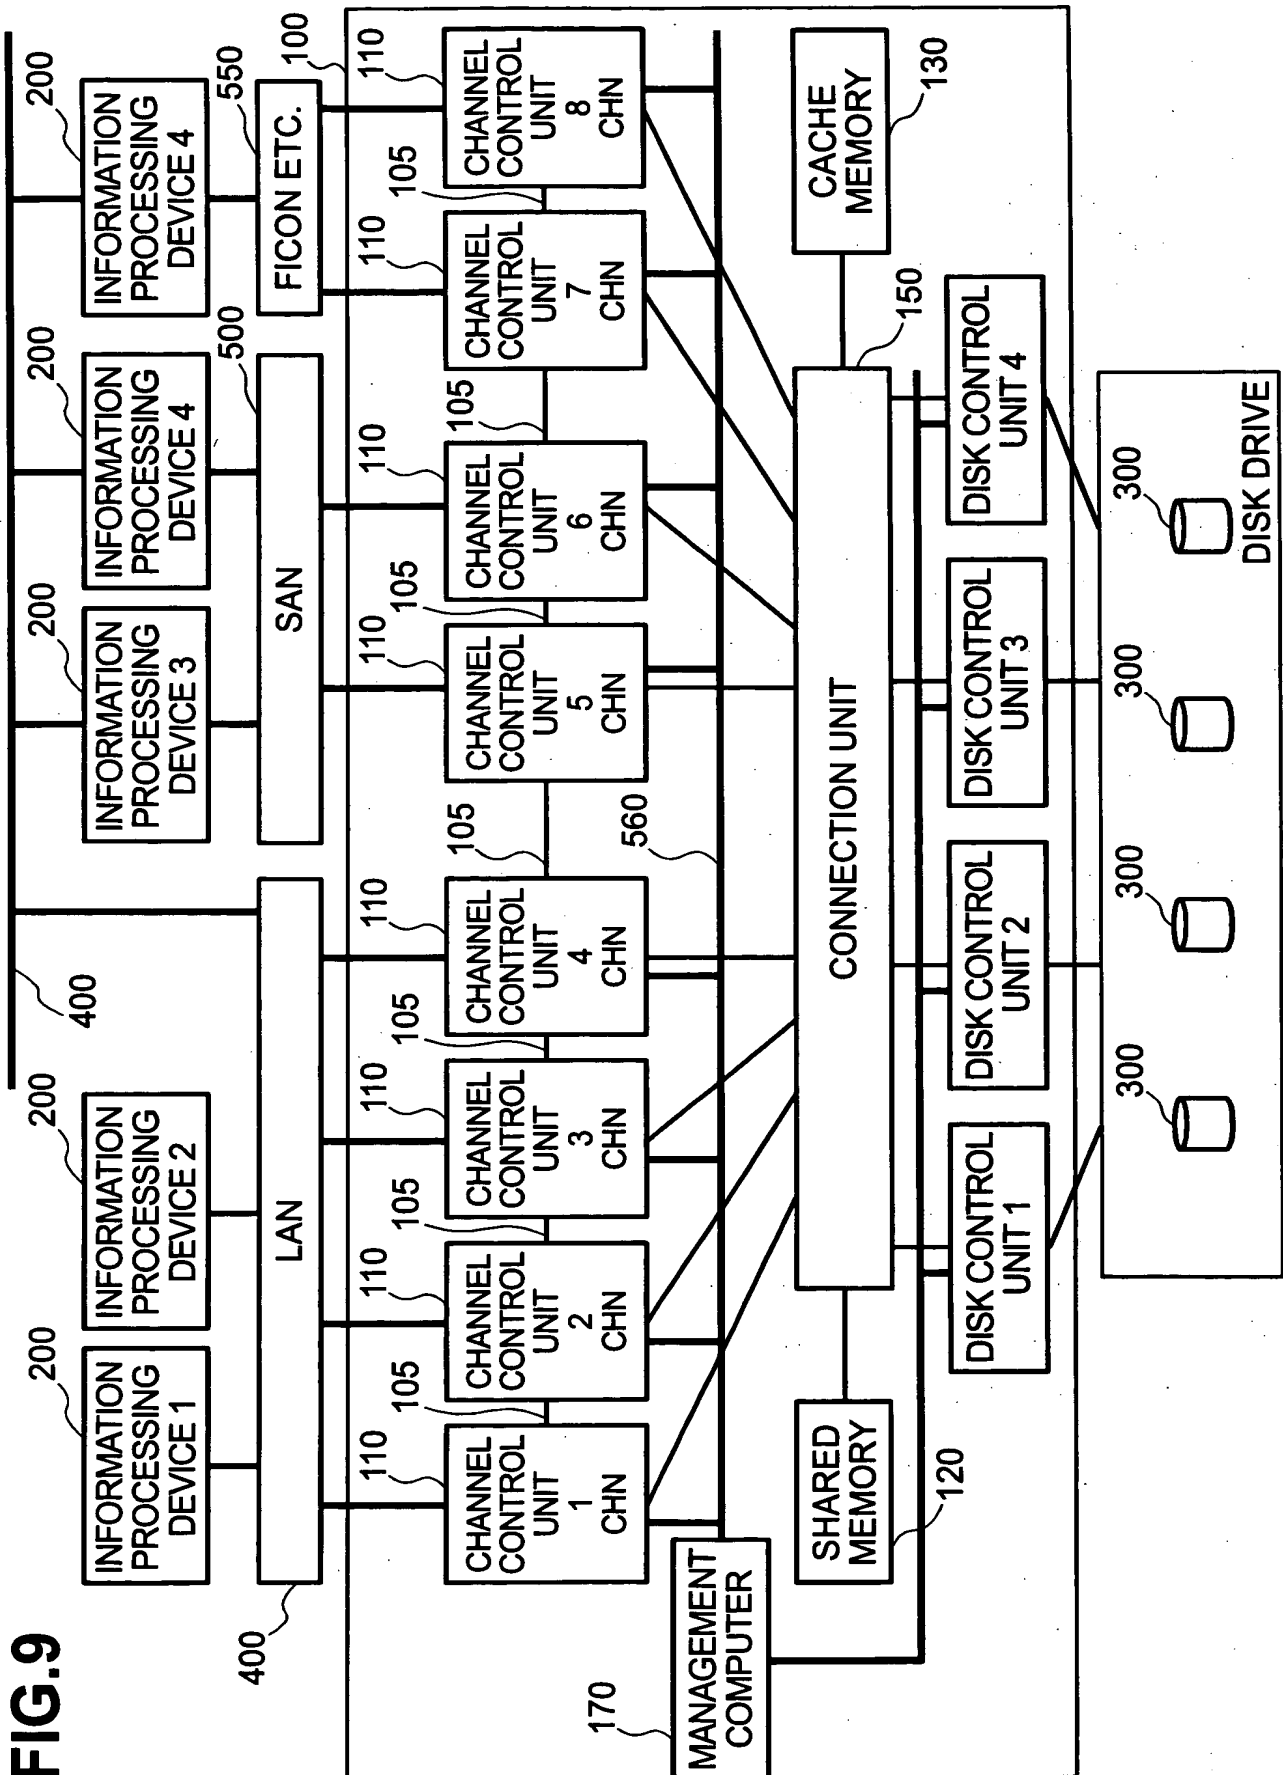 FIG.9
200
INFORMATION
PROCESSING
DEVICE 1
200
INFORMATION
PROCESSING
DEVICE 2
400
200
INFORMATION
PROCESSING
DEVICE 3
200
INFORMATION
PROCESSING
DEVICE 4
200
INFORMATION
PROCESSING
DEVICE 4
400
LAN
500
SAN
550
FICON ETC.
100
110
CHANNEL
CONTROL
UNIT
1
CHN
105
110
CHANNEL
CONTROL
UNIT
2
CHN
105
110
CHANNEL
CONTROL
UNIT
3
CHN
105
110
CHANNEL
CONTROL
UNIT
4
CHN
105
110
CHANNEL
CONTROL
UNIT
5
CHN
105
110
CHANNEL
CONTROL
UNIT
6
CHN
105
110
CHANNEL
CONTROL
UNIT
7
CHN
105
110
CHANNEL
CONTROL
UNIT
8
CHN
560
170
MANAGEMENT
COMPUTER
SHARED
MEMORY
120
CONNECTION UNIT
150
CACHE
MEMORY
130
DISK CONTROL
UNIT 1
DISK CONTROL
UNIT 2
DISK CONTROL
UNIT 3
DISK CONTROL
UNIT 4
300
300
300
300
DISK DRIVE